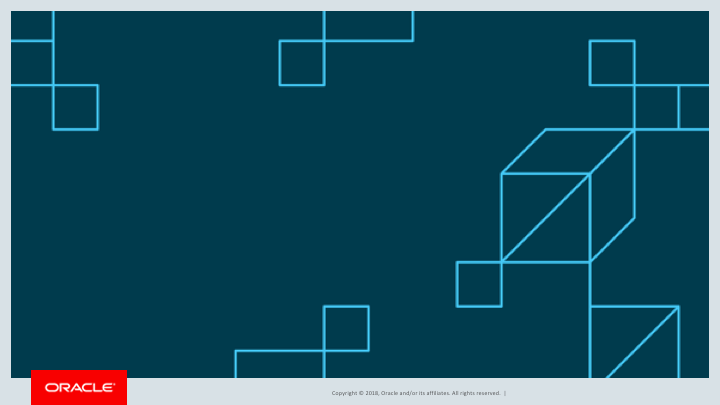 ORACLE®
Copyright © 2018, Oracle and/or its affiliates. All rights reserved. |